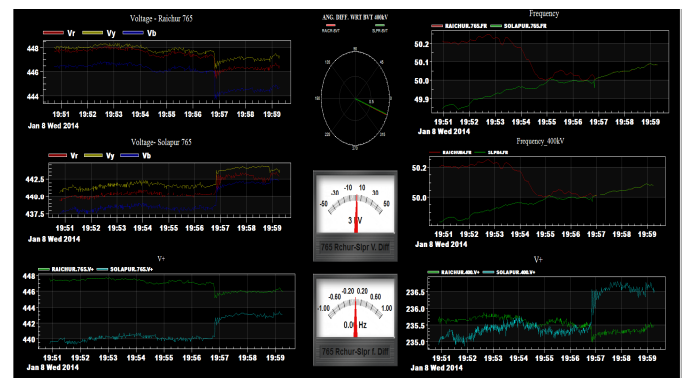 Voltage - Raichur 765
Vr Vy Vb
448
446
444
19:51 19:52 19:53 19:54 19:55 19:56 19:57 19:58 19:59
Jan 8 Wed 2014
Voltage- Solapur 765
Vr Vy Vb
442.5
440.0
437.5
19:51 19:52 19:53 19:54 19:55 19:56 19:57 19:58 19:59
Jan 8 Wed 2014
V+
RAICHUR.765.V+ SOLAPUR.765.V+
448
446
444
442
440
19:51 19:52 19:53 19:54 19:55 19:56 19:57 19:58 19:59
Jan 8 Wed 2014
ANG. DIFF. WRT BVT 400kV
90
135 45
180
225 315
270
-50 -30 -10 10 30 50
765 Rchur-Slpr V. Diff
-1.00 -0.60 -0.20 0.20 0.60 1.00
Hz
765 Rchur-Slpr f. Diff
Frequency
RAICHUR.765.FR SOLAPUR.765.FR
50.2
50.1
50.0
49.9
19:51 19:52 19:53 19:54 19:55 19:56 19:57 19:58 19:59
Jan 8 Wed 2014
Frequency_400kV
50.2
50.0
19:51 19:52 19:53 19:54 19:55 19:56 19:57 19:58 19:59
Jan 8 Wed 2014
V+
RAICHUR.400.V+ SOLAPUR.400.V+
236.5
236.0
235.5
235.0
19:51 19:52 19:53 19:54 19:55 19:56 19:57 19:58 19:59
Jan 8 Wed 2014